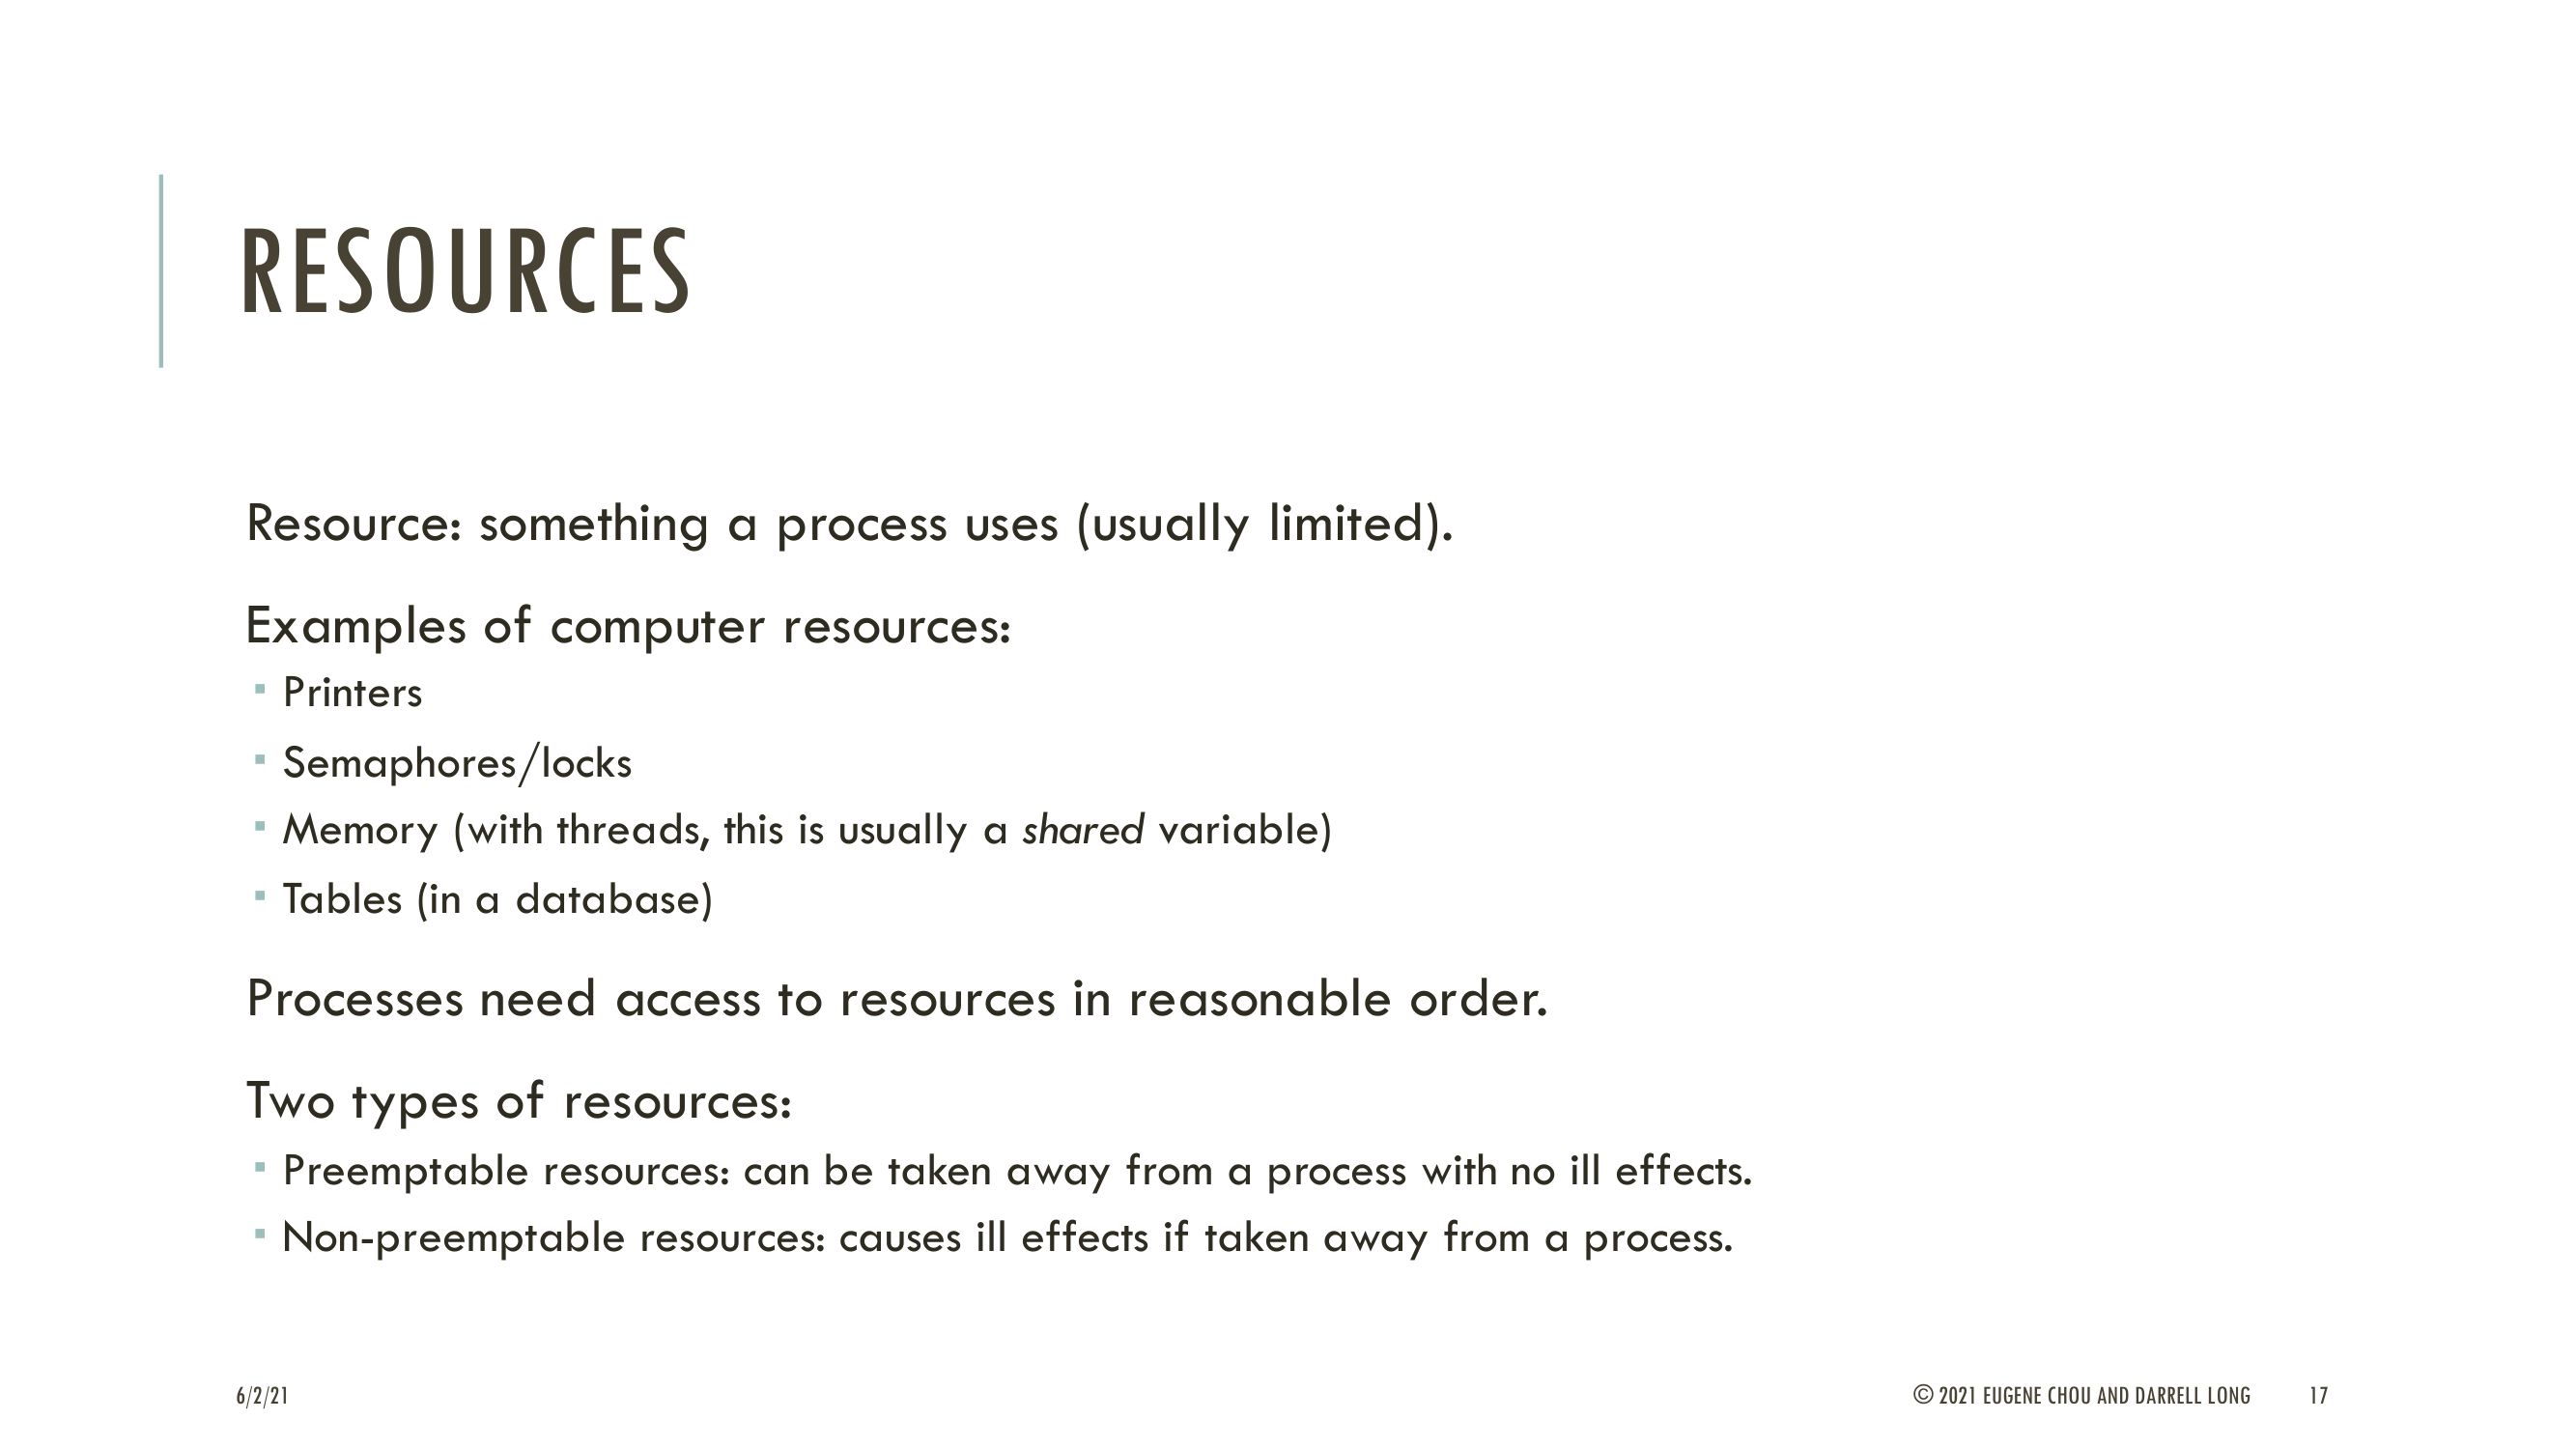 RESOURCES
Resource: something a process uses (usually limited).
Examples of computer resources:
▪ Printers
▪ Semaphores/locks
▪ Memory (with threads, this is usually a shared variable)
▪ Tables (in a database)
Processes need access to resources in reasonable order.
Two types of resources:
▪ Preemptable resources: can be taken away from a process with no ill effects.
▪ Non-preemptable resources: causes ill effects if taken away from a process.
6/2/21
© 2021 EUGENE CHOU AND DARRELL LONG
17